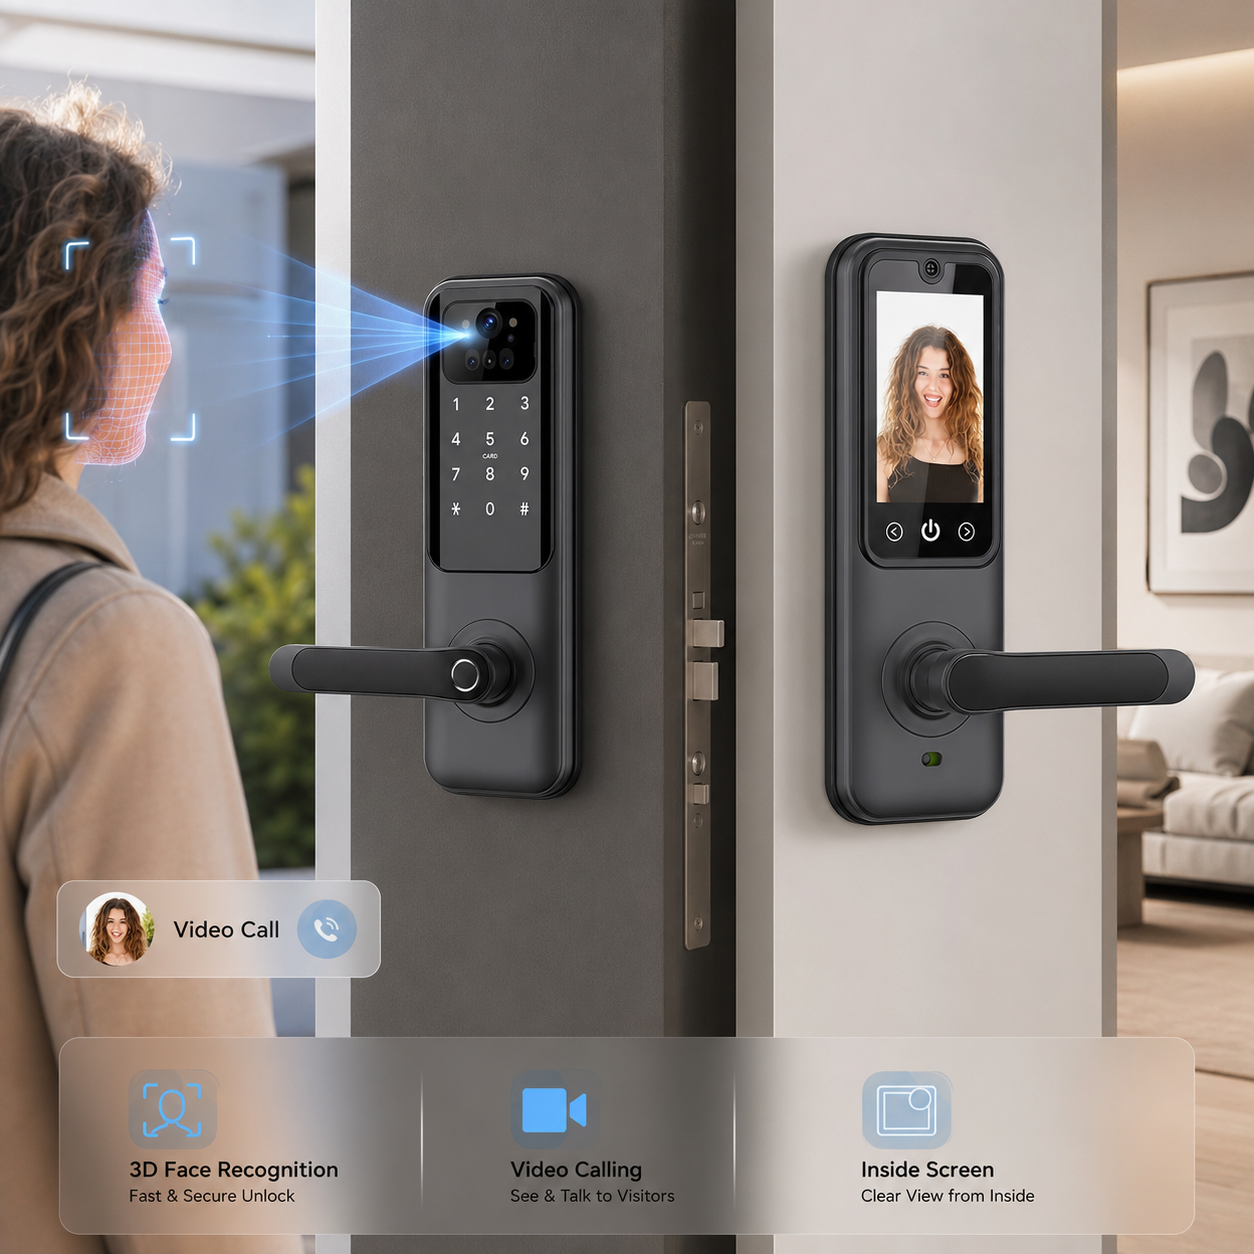 1 2 3
4 5 6
CARD
7 8 9
* 0 #
Video Call
3D Face Recognition
Fast & Secure Unlock
Video Calling
See & Talk to Visitors
Inside Screen
Clear View from Inside